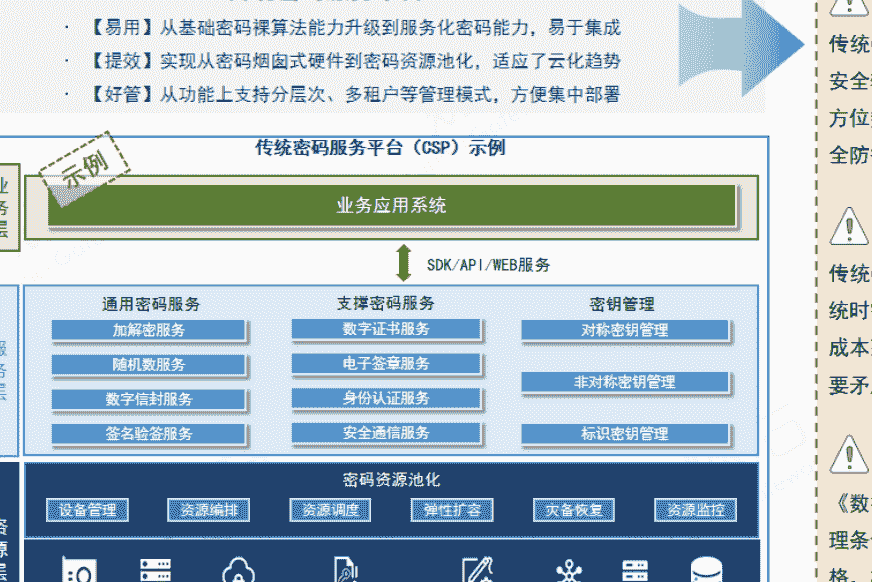 · 【易用】从基础密码裸算法能力升级到服务化密码能力，易于集成
· 【提效】实现从密码烟囱式硬件到密码资源池化，适应了云化趋势
· 【好管】从功能上支持分层次、多租户等管理模式，方便集中部署
传统密码服务平台（CSP）示例
示例
业务应用系统
SDK/API/WEB服务
通用密码服务
加解密服务
随机数服务
数字信封服务
签名验签服务
支撑密码服务
数字证书服务
电子签章服务
身份认证服务
安全通信服务
密钥管理
对称密钥管理
非对称密钥管理
标识密钥管理
密码资源池化
设备管理
资源编排
资源调度
弹性扩容
灾备恢复
资源监控
传统
安全
方位
全防
传统
统时
成本
要矛
《数
理条
格，